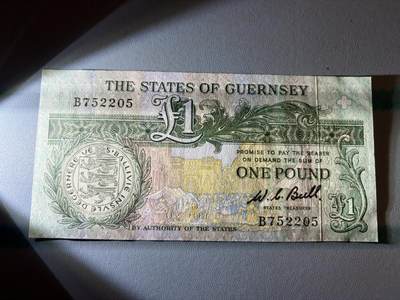 THE STATES OF GUERNSEY
B752205
£1
PROMISE TO PAY THE BEARER
ON DEMAND THE SUM OF
ONE POUND
W. C. Bull
STATES TREASURER
B752205
£1
BY AUTHORITY OF THE STATES